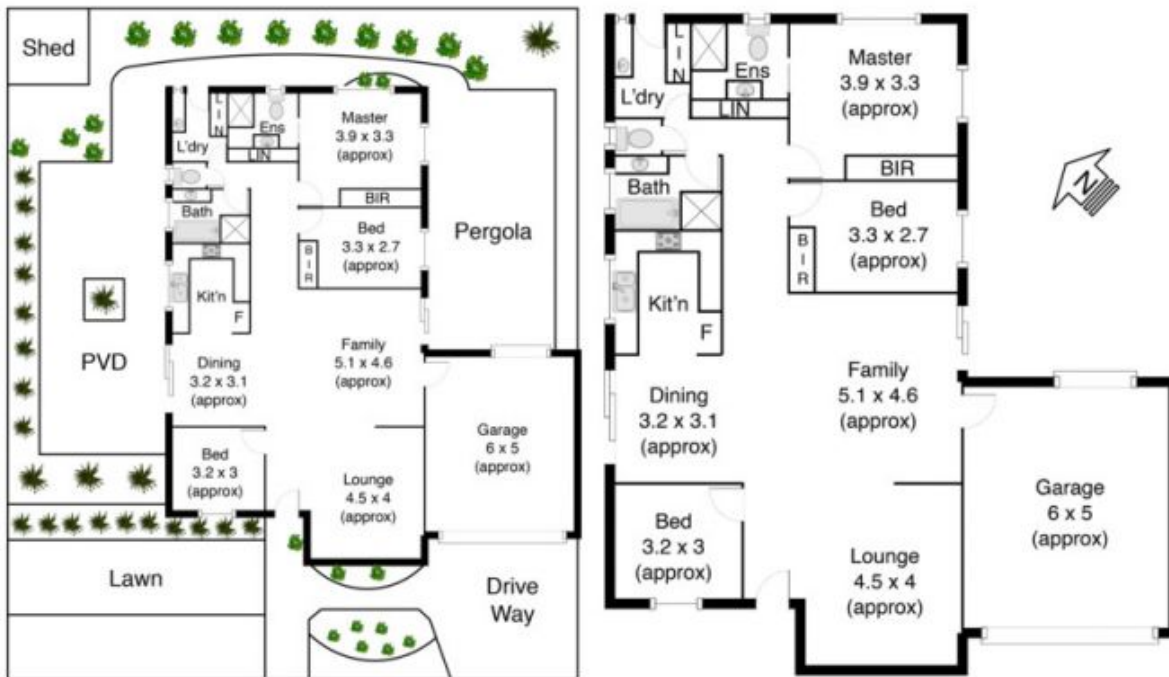 Shed
L
I
N
Ens
L'dry
LIN
Master
3.9 x 3.3
(approx)
BIR
Bath
Bed
3.3 x 2.7
(approx)
B
I
R
Pergola
Kit'n
F
PVD
Dining
3.2 x 3.1
(approx)
Family
5.1 x 4.6
(approx)
Bed
3.2 x 3
(approx)
Lounge
4.5 x 4
(approx)
Garage
6 x 5
(approx)
Lawn
Drive
Way
L
I
N
Ens
L'dry
LIN
Master
3.9 x 3.3
(approx)
BIR
Bath
Bed
3.3 x 2.7
(approx)
B
I
R
N
Kit'n
F
Dining
3.2 x 3.1
(approx)
Family
5.1 x 4.6
(approx)
Bed
3.2 x 3
(approx)
Lounge
4.5 x 4
(approx)
Garage
6 x 5
(approx)